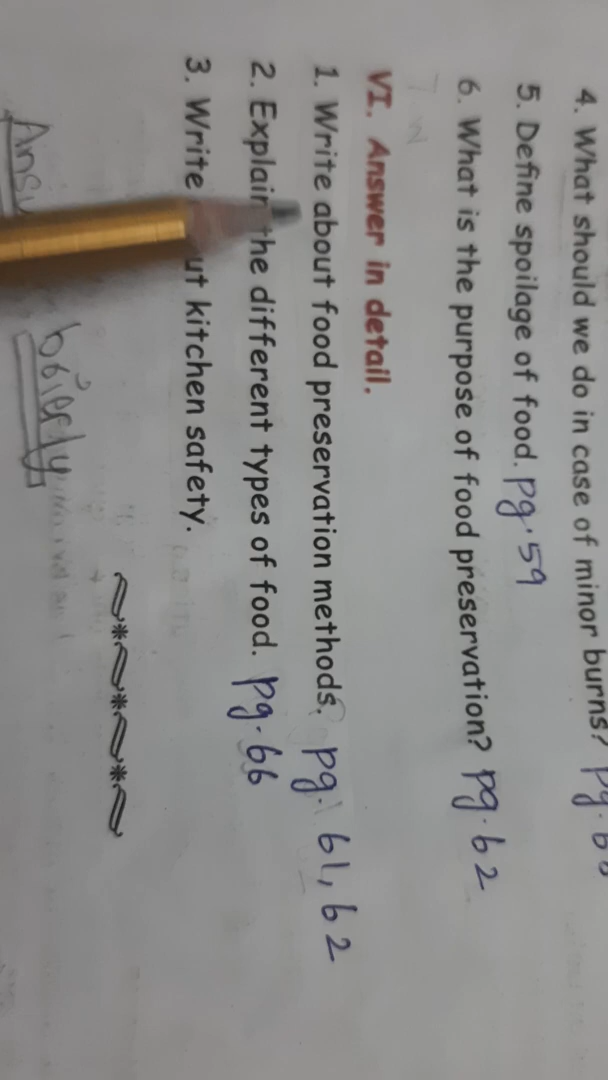 4. What should we do in case of minor burns? pg.
5. Define spoilage of food. pg. 59
6. What is the purpose of food preservation? pg. 62
VI. Answer in detail.
1. Write about food preservation methods. pg. 61, 62
2. Explain the different types of food. pg. 66
3. Write ut kitchen safety.